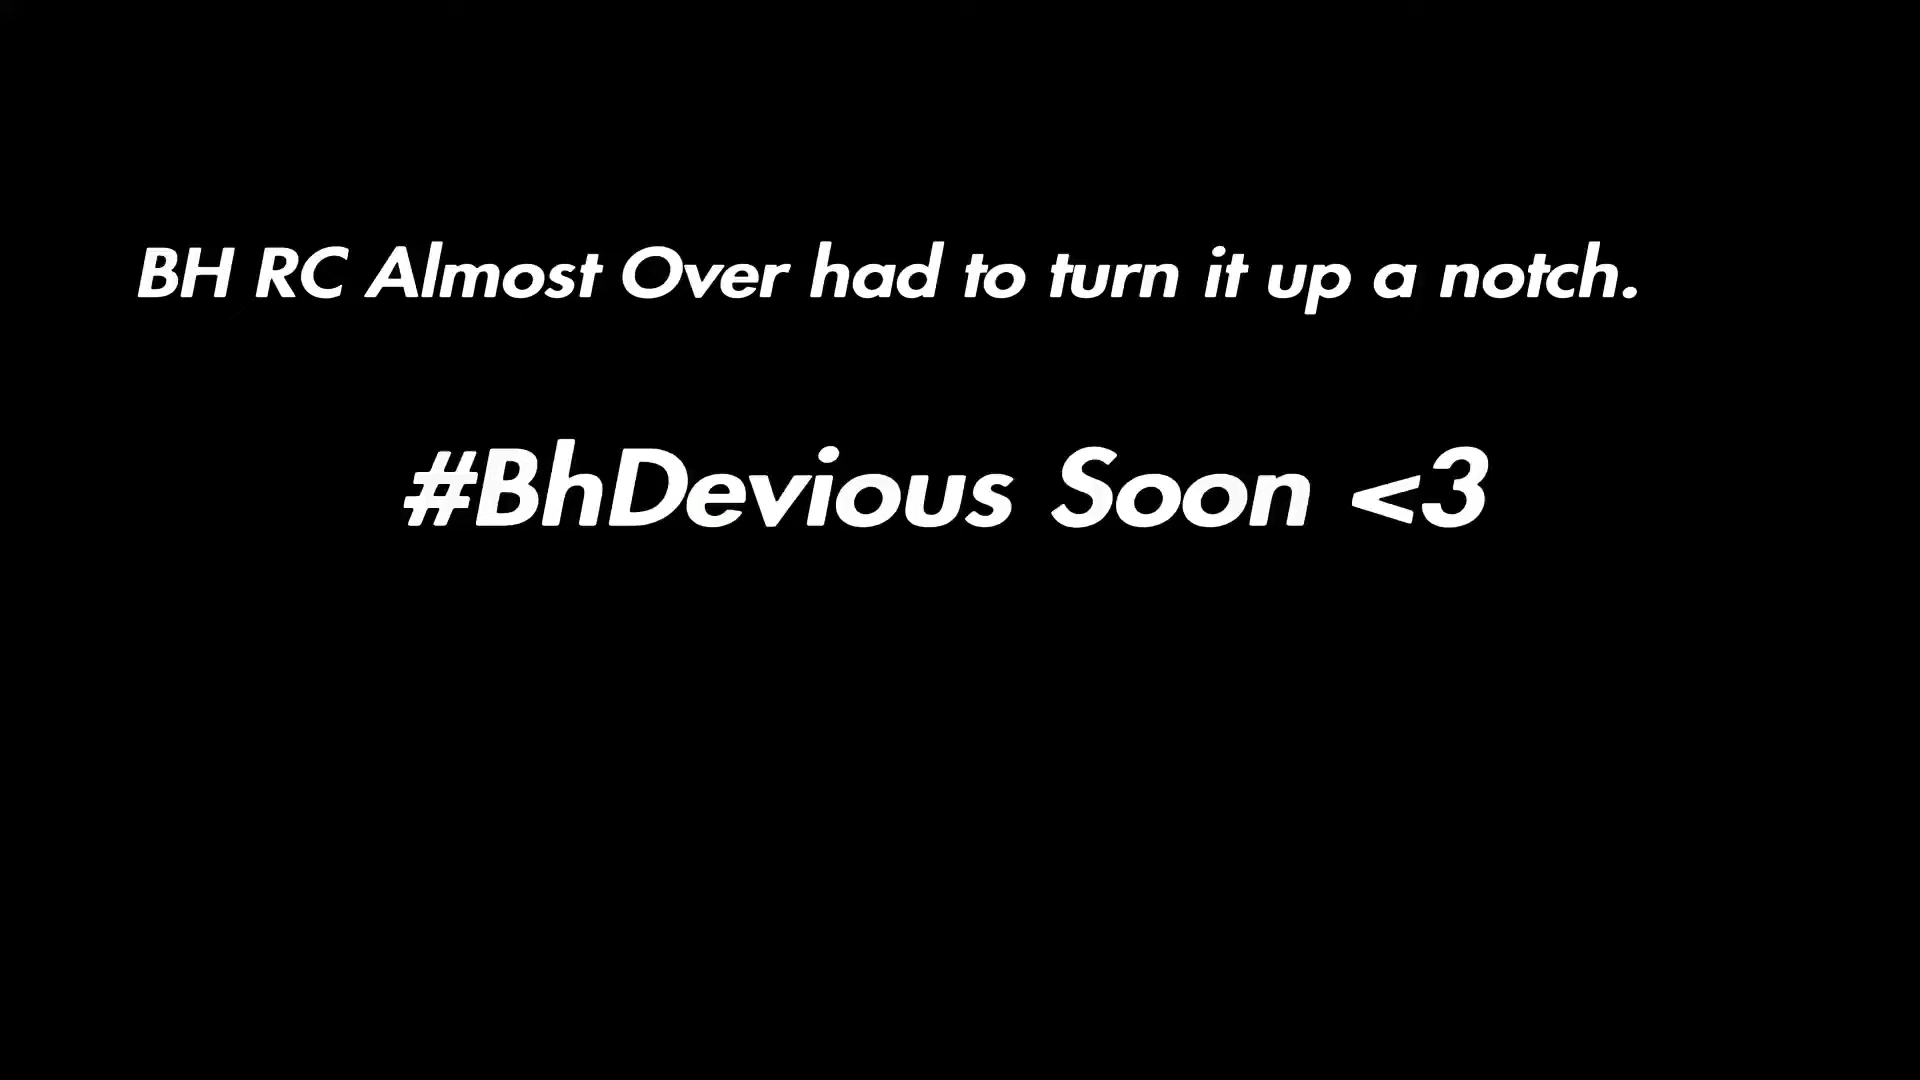 BH RC Almost Over had to turn it up a notch.
#BhDevious Soon <3